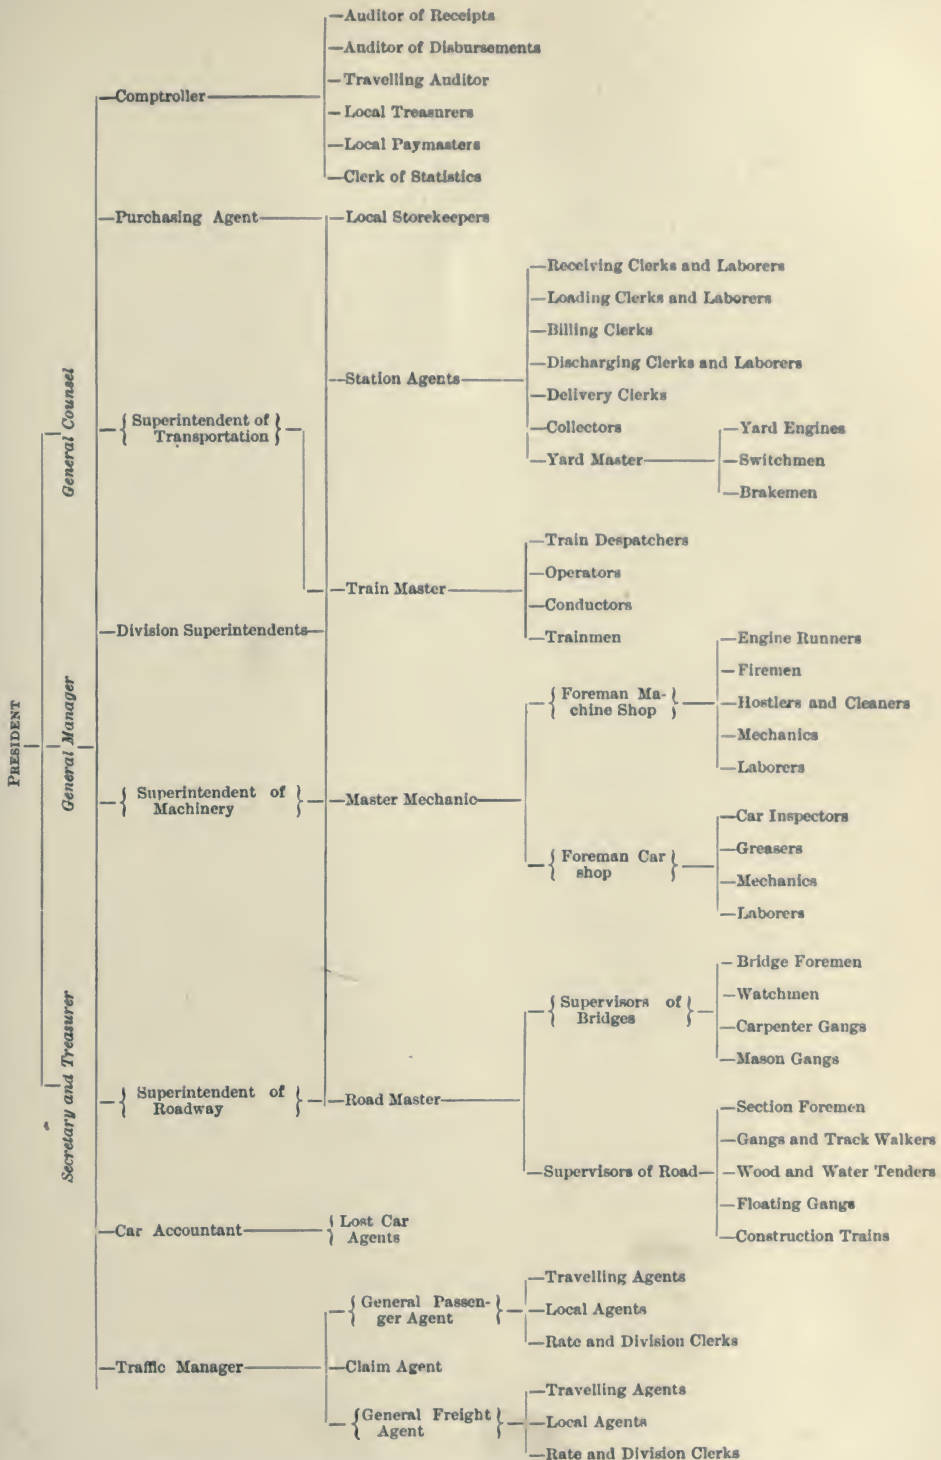 PRESIDENT
General Counsel
General Manager
Secretary and Treasurer
Comptroller
Auditor of Receipts
Anditor of Disbursements
Travelling Auditor
Local Treasurers
Local Paymasters
Clerk of Statistics
Purchasing Agent
Local Storekeepers
Superintendent of
Transportation
Division Superintendents
Station Agents
Receiving Clerks and Laborers
Loading Clerks and Laborers
Billing Clerks
Discharging Clerks and Laborers
Delivery Clerks
Collectors
Yard Master
Yard Engines
Switchmen
Brakemen
Train Master
Train Despatchers
Operators
Conductors
Trainmen
Superintendent of
Machinery
Master Mechanic
Foreman Ma-
chine Shop
Engine Runners
Firemen
Hostlers and Cleaners
Mechanics
Laborers
Foreman Car
shop
Car Inspectors
Greasers
Mechanics
Laborers
Superintendent of
Roadway
Road Master
Supervisors of
Bridges
Bridge Foremen
Watchmen
Carpenter Gangs
Mason Gangs
Supervisors of Road
Section Foremen
Gangs and Track Walkers
Wood and Water Tenders
Floating Gangs
Construction Trains
Car Accountant
Lost Car
Agents
Traffic Manager
General Passen-
ger Agent
Travelling Agents
Local Agents
Rate and Division Clerks
Claim Agent
General Freight
Agent
Travelling Agents
Local Agents
Rate and Division Clerks